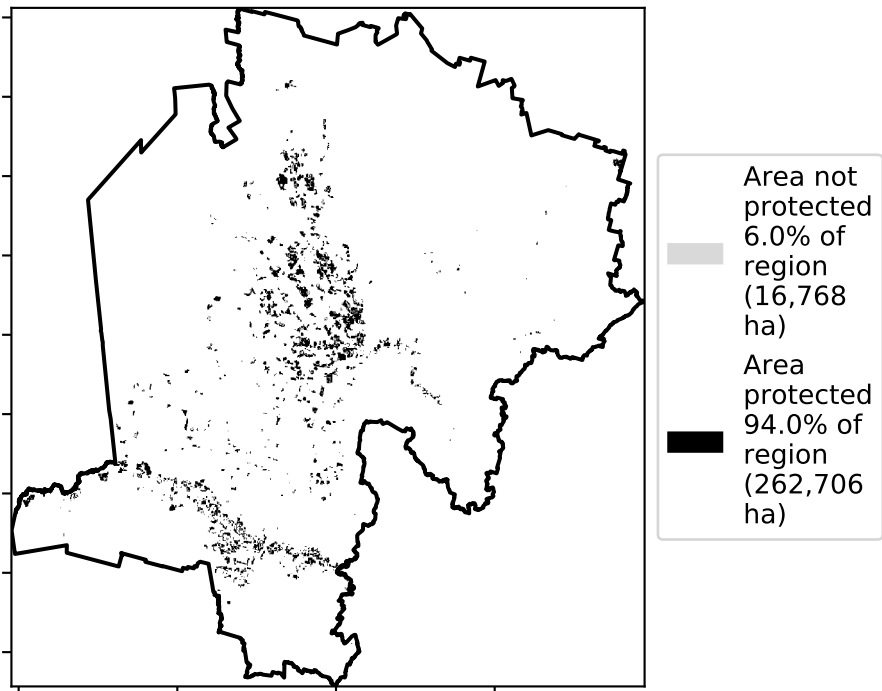 Area not
protected
6.0% of
region
(16,768
ha)
Area
protected
94.0% of
region
(262,706
ha)